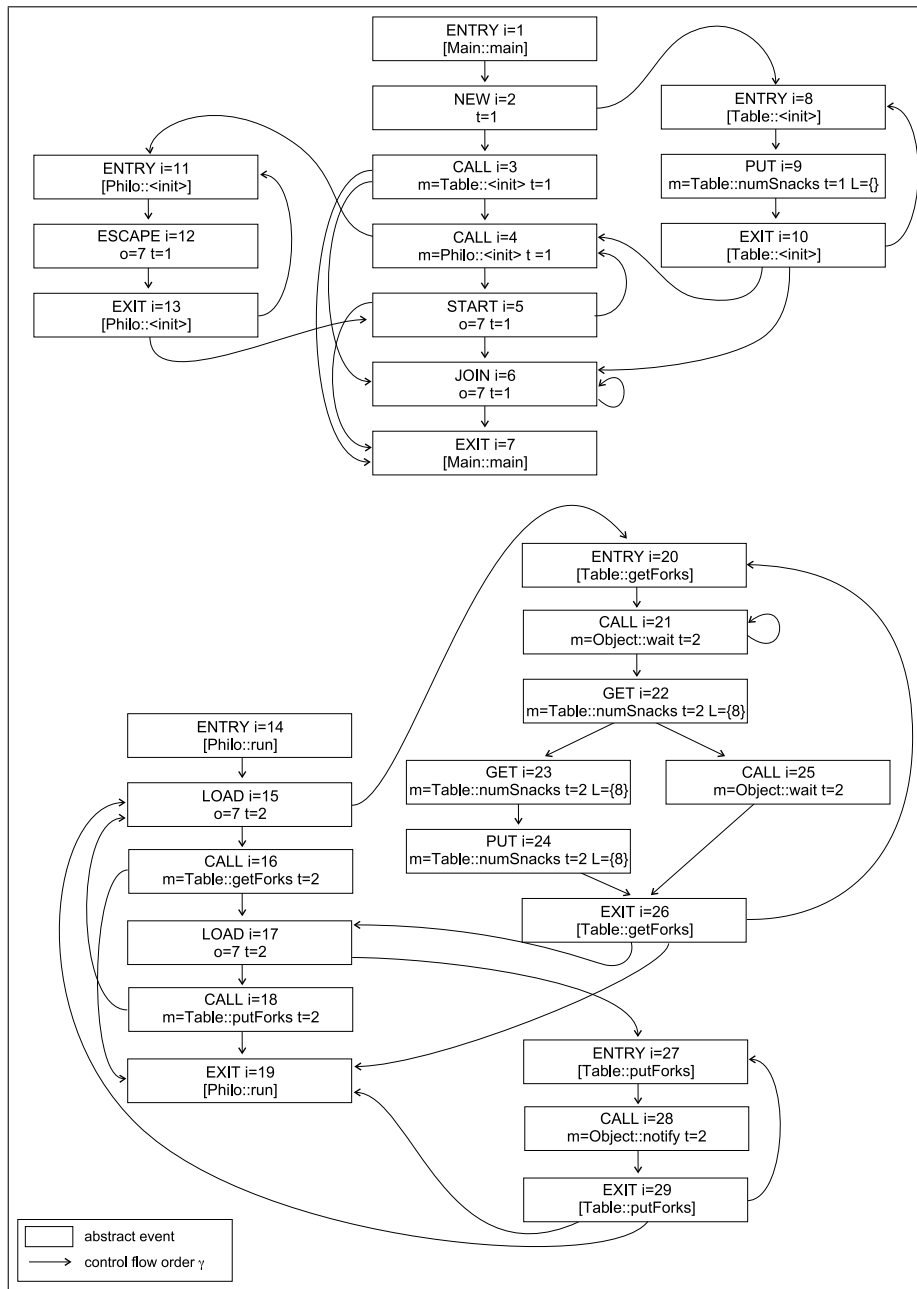 ENTRY i=1
[Main::main]
NEW i=2
t=1
CALL i=3
m=Table::<init> t=1
CALL i=4
m=Philo::<init> t =1
START i=5
o=7 t=1
JOIN i=6
o=7 t=1
EXIT i=7
[Main::main]
ENTRY i=8
[Table::<init>]
PUT i=9
m=Table::numSnacks t=1 L={}
EXIT i=10
[Table::<init>]
ENTRY i=11
[Philo::<init>]
ESCAPE i=12
o=7 t=1
EXIT i=13
[Philo::<init>]
ENTRY i=14
[Philo::run]
LOAD i=15
o=7 t=2
CALL i=16
m=Table::getForks t=2
LOAD i=17
o=7 t=2
CALL i=18
m=Table::putForks t=2
EXIT i=19
[Philo::run]
ENTRY i=20
[Table::getForks]
CALL i=21
m=Object::wait t=2
GET i=22
m=Table::numSnacks t=2 L={8}
GET i=23
m=Table::numSnacks t=2 L={8}
PUT i=24
m=Table::numSnacks t=2 L={8}
CALL i=25
m=Object::wait t=2
EXIT i=26
[Table::getForks]
ENTRY i=27
[Table::putForks]
CALL i=28
m=Object::notify t=2
EXIT i=29
[Table::putForks]
abstract event
control flow order γ